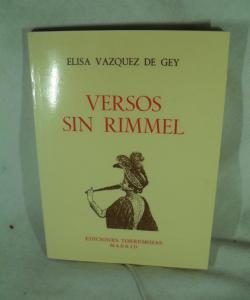 ELISA VAZQUEZ DE GEY
VERSOS
SIN RIMMEL
EDICIONES TORREMOZAS
MADRID